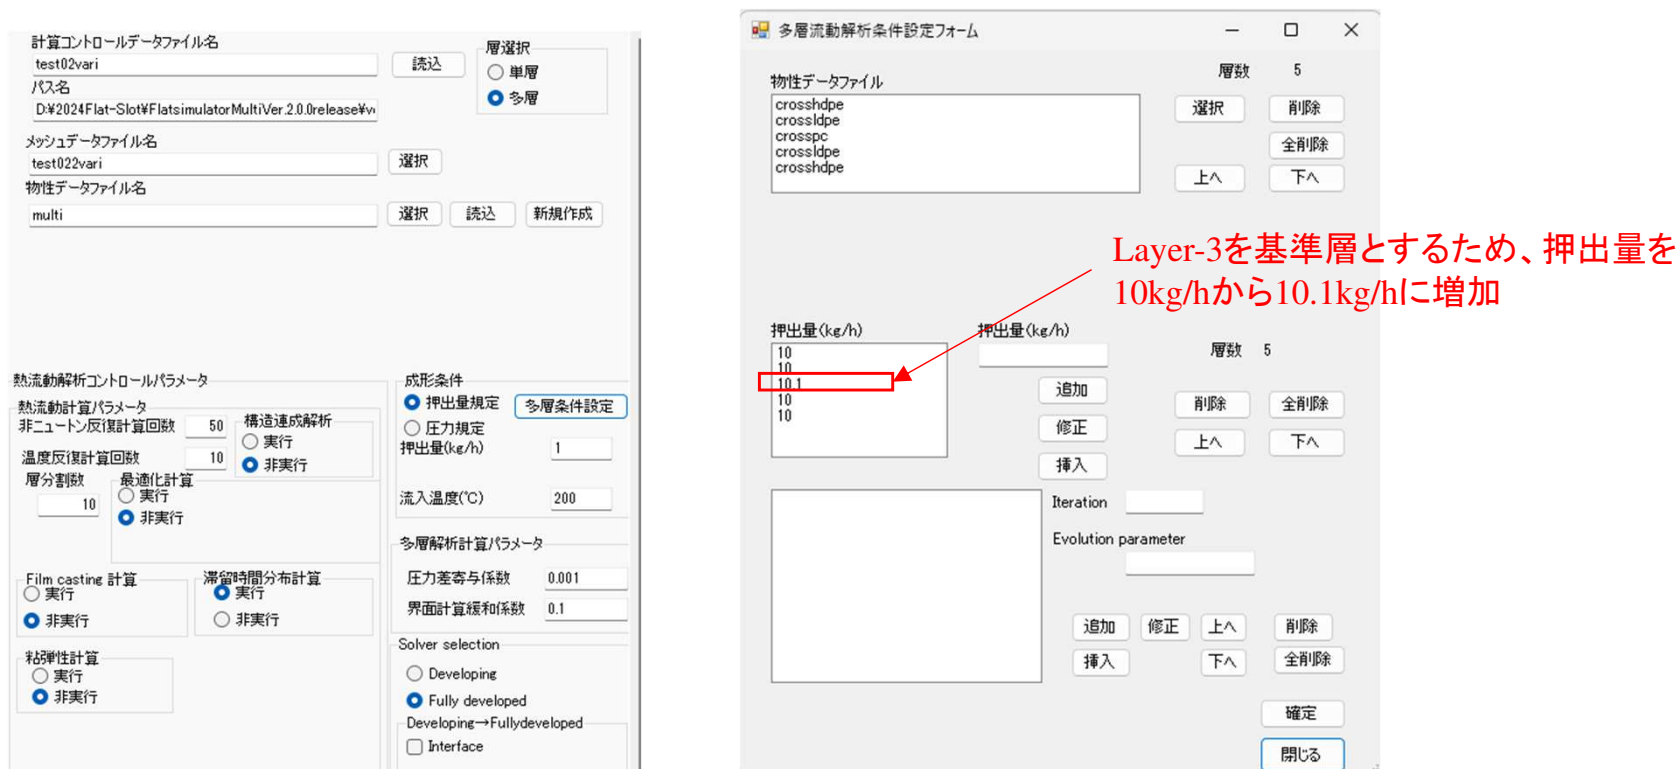 計算コントロールデータファイル名
test02vari
読込
パス名
D:¥2024Flat-Slot¥FlatsimulatorMultiVer.2.0.0release¥v
層選択
単層
多層
メッシュデータファイル名
test022vari
選択
物性データファイル名
multi
選択
読込
新規作成
熱流動解析コントロールパラメータ
熱流動計算パラメータ
非ニュートン反復計算回数
50
温度反復計算回数
10
層分割数
10
構造連成解析
実行
非実行
最適化計算
実行
非実行
Film casting 計算
実行
非実行
滞留時間分布計算
実行
非実行
粘弾性計算
実行
非実行
成形条件
押出量規定
多層条件設定
圧力規定
押出量(kg/h)
1
流入温度(℃)
200
多層解析計算パラメータ
圧力差寄与係数
0.001
界面計算緩和係数
0.1
Solver selection
Developing
Fully developed
Developing→Fullydeveloped
Interface
多層流動解析条件設定フォーム
物性データファイル
層数 5
crosshdpe
crossldpe
crosspc
crossldpe
crosshdpe
選択
削除
全削除
上へ
下へ
Layer-3を基準層とするため、押出量を
10kg/hから10.1kg/hに増加
押出量(kg/h)
10
10
10.1
10
10
押出量(kg/h)
層数 5
追加
修正
挿入
削除
全削除
上へ
下へ
Iteration
Evolution parameter
追加
修正
上へ
削除
挿入
下へ
全削除
確定
閉じる